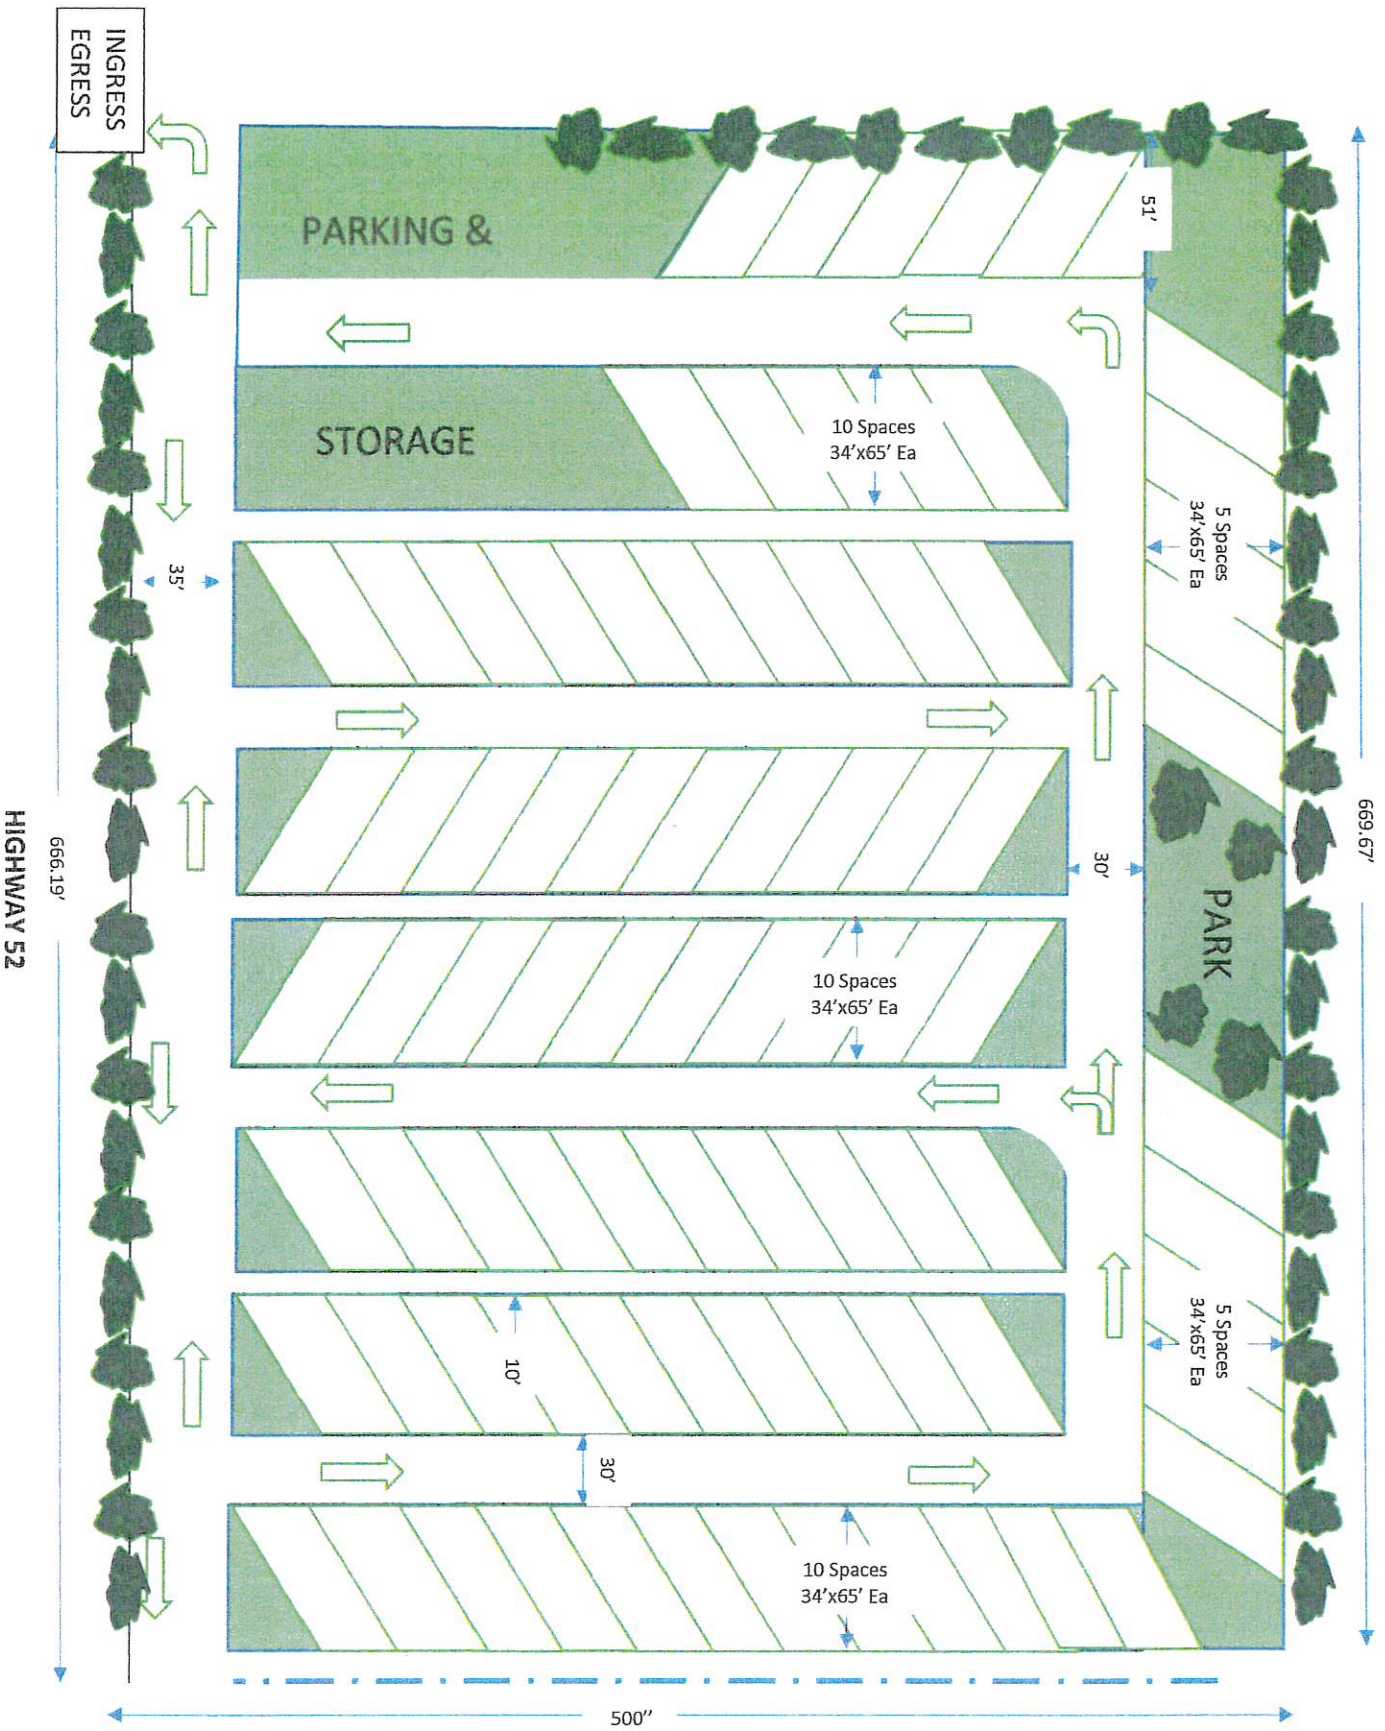 INGRESS
EGRESS
PARKING &
51'
STORAGE
10 Spaces
34'x65' Ea
5 Spaces
34'x65' Ea
35'
669.67'
666.19'
HIGHWAY 52
30'
PARK
10 Spaces
34'x65' Ea
5 Spaces
34'x65' Ea
10'
30'
10 Spaces
34'x65' Ea
500''